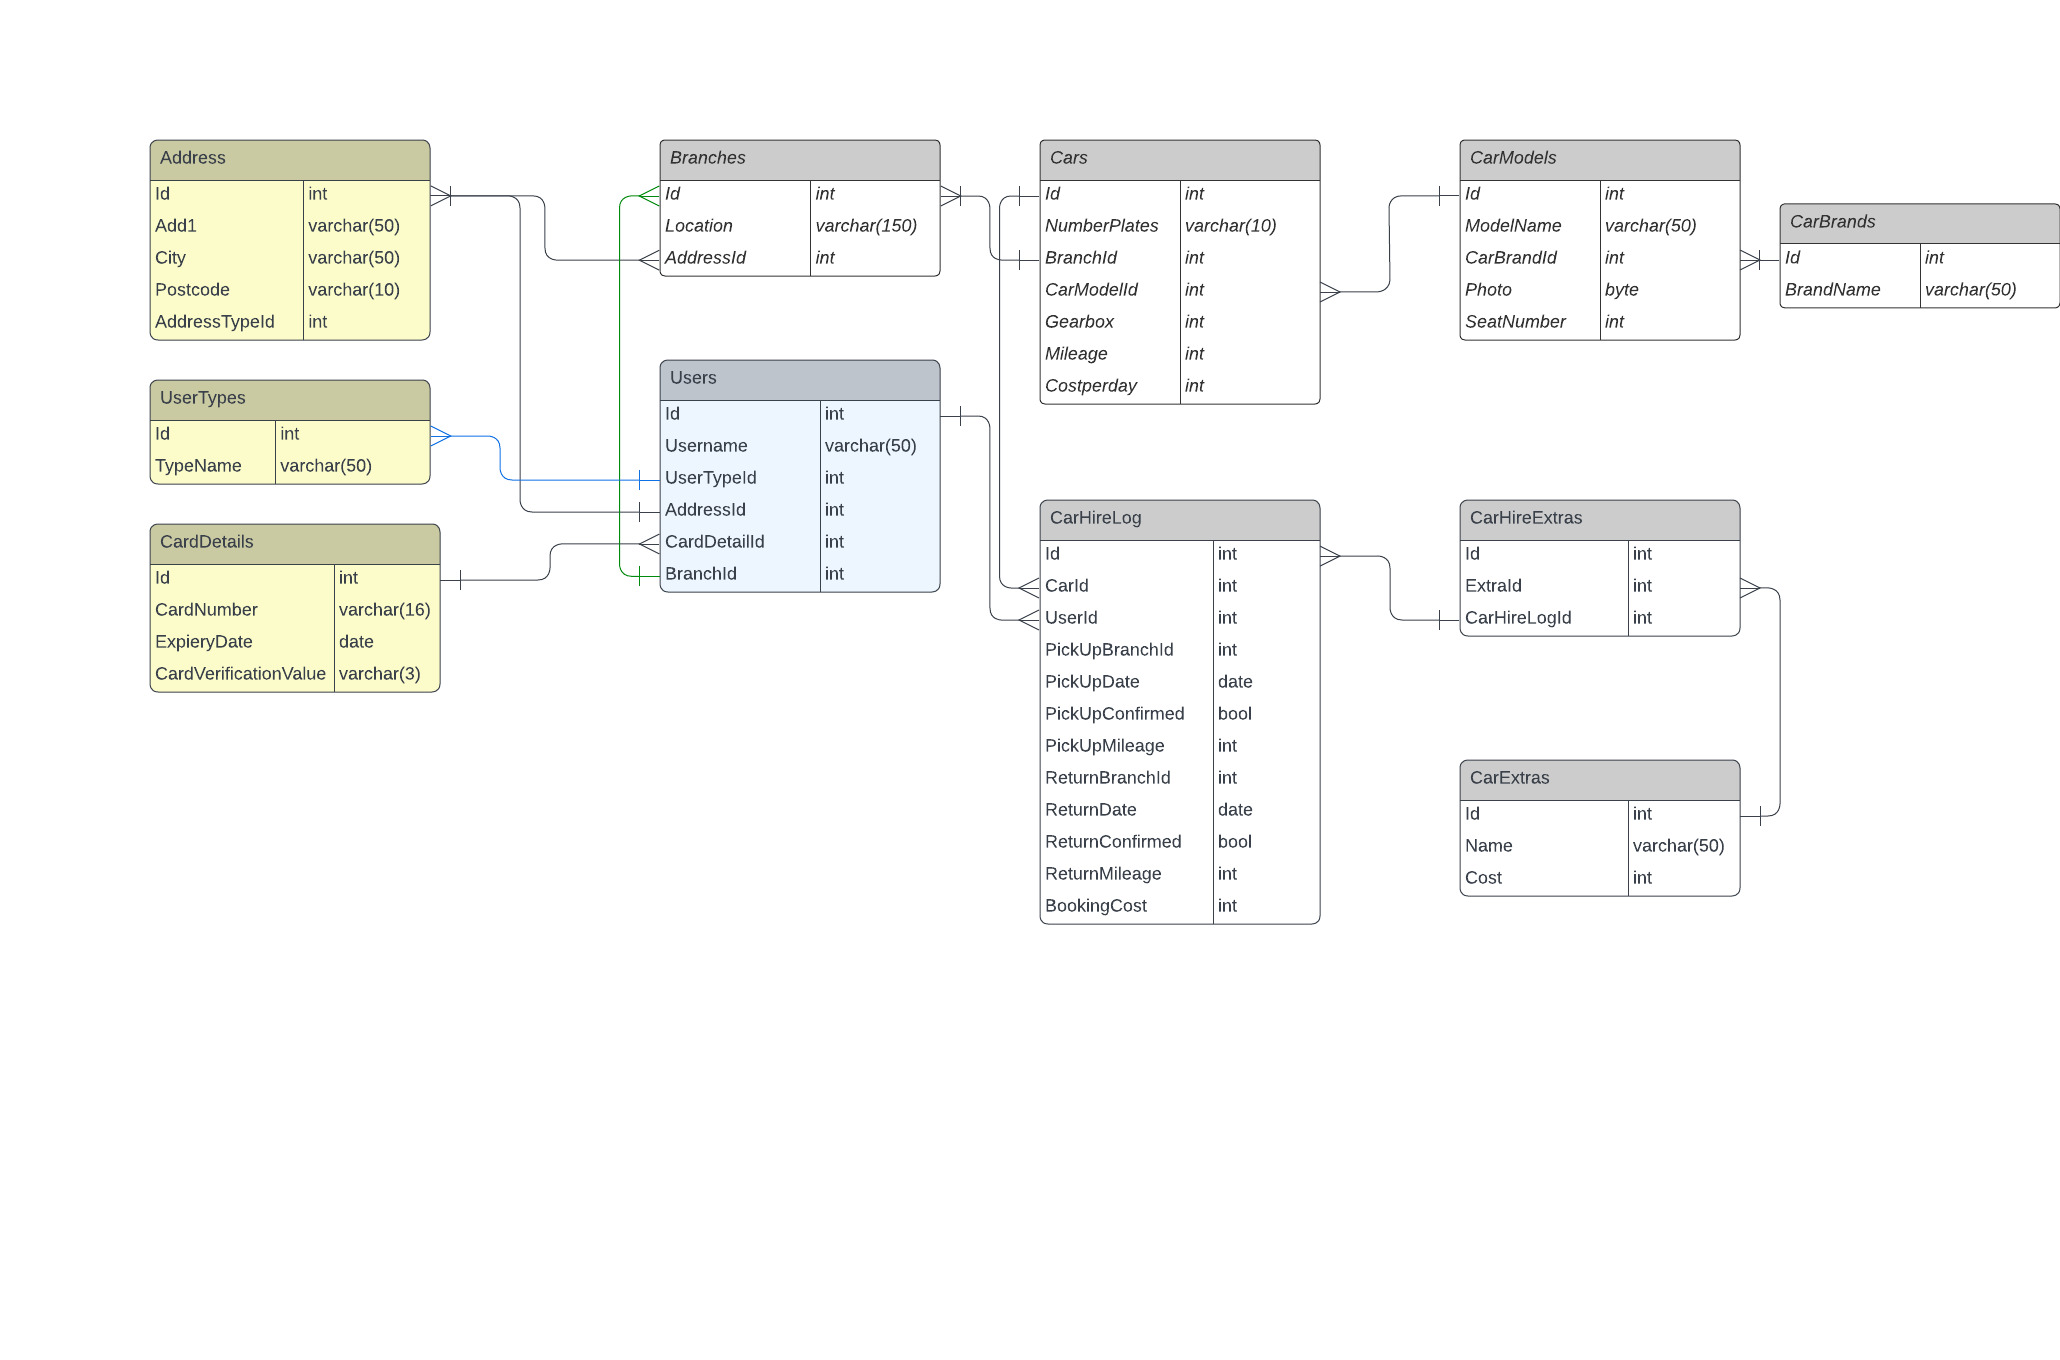 Address
Id int
Add1 varchar(50)
City varchar(50)
Postcode varchar(10)
AddressTypeId int
UserTypes
Id int
TypeName varchar(50)
CardDetails
Id int
CardNumber varchar(16)
ExpieryDate date
CardVerificationValue varchar(3)
Branches
Id int
Location varchar(150)
AddressId int
Users
Id int
Username varchar(50)
UserTypeId int
AddressId int
CardDetailId int
BranchId int
Cars
Id int
NumberPlates varchar(10)
BranchId int
CarModelId int
Gearbox int
Mileage int
Costperday int
CarHireLog
Id int
CarId int
UserId int
PickUpBranchId int
PickUpDate date
PickUpConfirmed bool
PickUpMileage int
ReturnBranchId int
ReturnDate date
ReturnConfirmed bool
ReturnMileage int
BookingCost int
CarModels
Id int
ModelName varchar(50)
CarBrandId int
Photo byte
SeatNumber int
CarHireExtras
Id int
ExtraId int
CarHireLogId int
CarExtras
Id int
Name varchar(50)
Cost int
CarBrands
Id int
BrandName varchar(50)